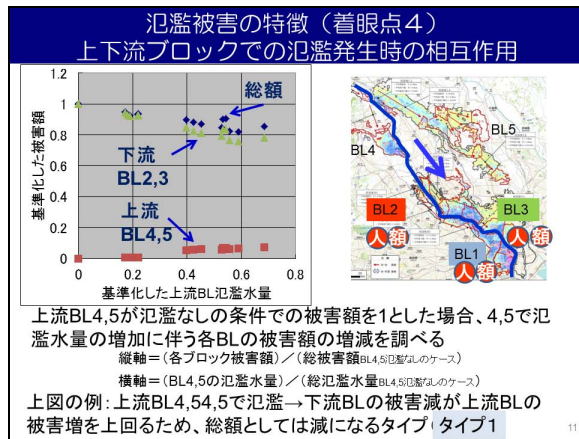 氾濫被害の特徴（着眼点４）
上下流ブロックでの氾濫発生時の相互作用
基準化した被害額
1.2
1
0.8
0.6
0.4
0.2
0
0
0.2
0.4
0.6
0.8
基準化した上流BL氾濫水量
総額
下流
BL2,3
上流
BL4,5
BL5
BL4
BL2
人 額
BL3
人 額
BL1
人 額
上流BL4,5が氾濫なしの条件での被害額を1とした場合、4,5で氾
濫水量の増加に伴う各BLの被害額の増減を調べる
縦軸＝（各ブロック被害額）／（総被害額BL4,5氾濫なしのケース）
横軸＝（BL4,5の氾濫水量）／（総氾濫水量BL4,5氾濫なしのケース）
上図の例：上流BL4,54,5で氾濫→下流BLの被害減が上流BLの
被害増を上回るため、総額としては減になるタイプ タイプ1
11